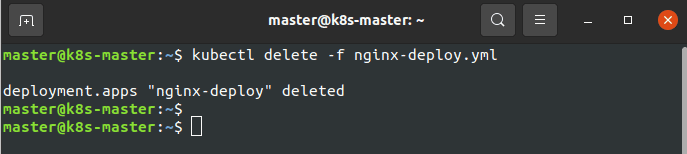 master@k8s-master: ~
master@k8s-master:~$ kubectl delete -f nginx-deploy.yml
deployment.apps "nginx-deploy" deleted
master@k8s-master:~$
master@k8s-master:~$